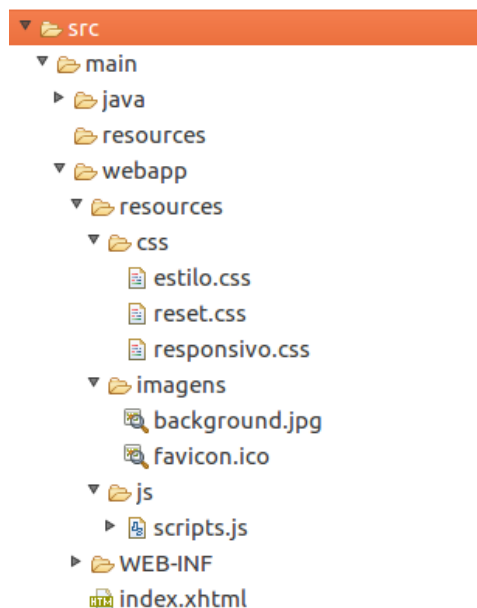 src
main
java
resources
webapp
resources
css
estilo.css
reset.css
responsivo.css
imagens
background.jpg
favicon.ico
js
scripts.js
WEB-INF
index.xhtml